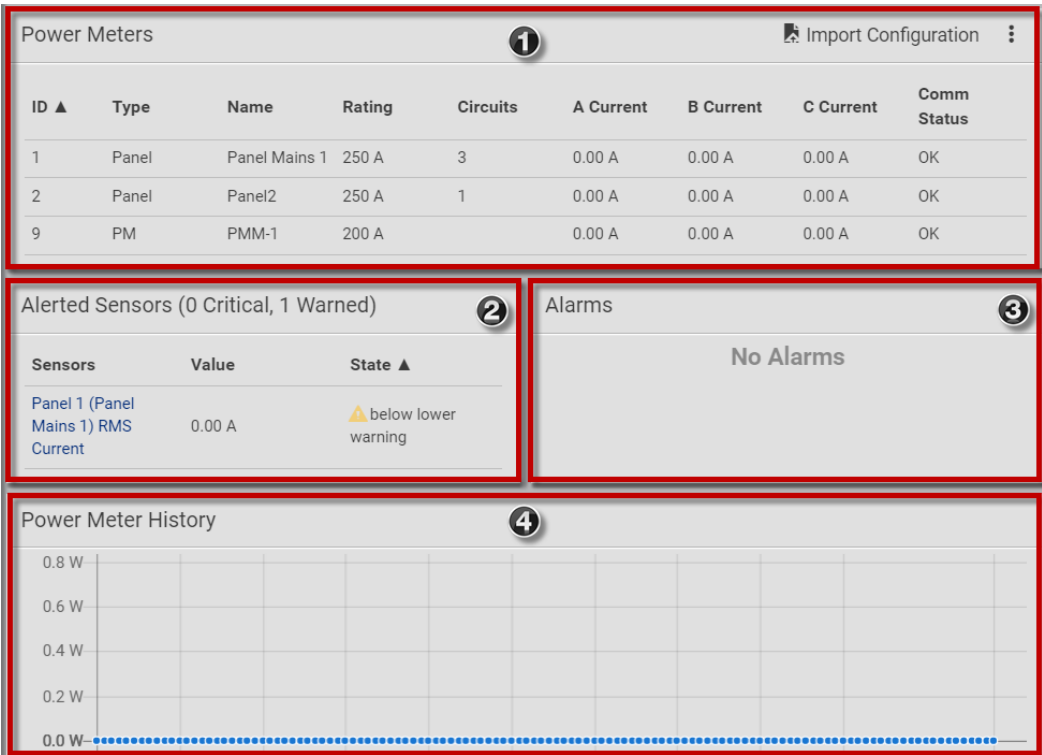 Power Meters
1
Import Configuration
ID ▲ Type Name Rating Circuits A Current B Current C Current Comm Status
1 Panel Panel Mains 1 250 A 3 0.00 A 0.00 A 0.00 A OK
2 Panel Panel2 250 A 1 0.00 A 0.00 A 0.00 A OK
9 PM PMM-1 200 A 0.00 A 0.00 A 0.00 A OK
Alerted Sensors (0 Critical, 1 Warned)
2
Sensors Value State ▲
Panel 1 (Panel
Mains 1) RMS
Current
0.00 A
below lower
warning
Alarms
3
No Alarms
Power Meter History
4
0.8 W
0.6 W
0.4 W
0.2 W
0.0 W